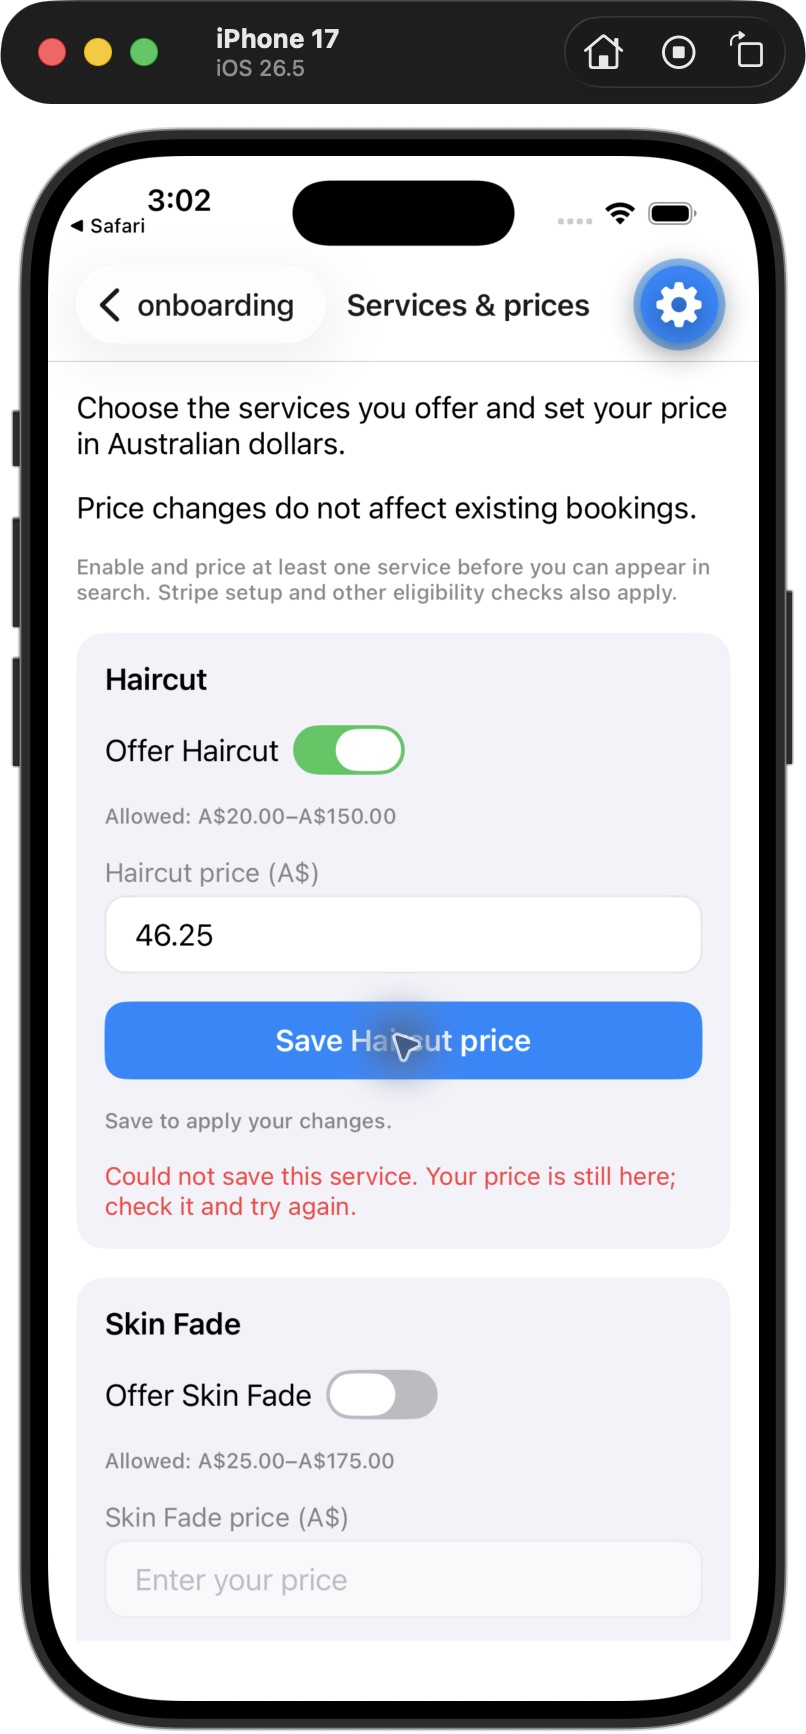 iPhone 17
iOS 26.5
3:02
Safari
onboarding
Services & prices
Choose the services you offer and set your price
in Australian dollars.
Price changes do not affect existing bookings.
Enable and price at least one service before you can appear in
search. Stripe setup and other eligibility checks also apply.
Haircut
Offer Haircut
Allowed: A$20.00–A$150.00
Haircut price (A$)
46.25
Save Haircut price
Save to apply your changes.
Could not save this service. Your price is still here;
check it and try again.
Skin Fade
Offer Skin Fade
Allowed: A$25.00–A$175.00
Skin Fade price (A$)
Enter your price